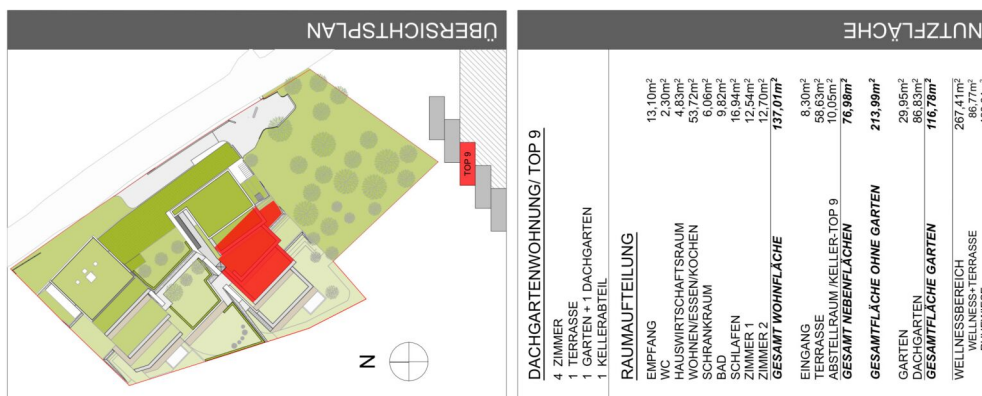 ÜBERSICHTSPLAN
TOP 9
N
NUTZFLÄCHE
DACHGARTENWOHNUNG/ TOP 9
4 ZIMMER
1 TERRASSE
1 GARTEN + 1 DACHGARTEN
1 KELLERABTEIL
RAUMAUFTEILUNG
EMPFANG 13,10m²
WC 2,30m²
HAUSWIRTSCHAFTSRAUM 4,83m²
WOHNEN/ESSEN/KOCHEN 53,72m²
SCHRANKRAUM 6,06m²
BAD 9,82m²
SCHLAFEN 16,94m²
ZIMMER 1 12,54m²
ZIMMER 2 12,70m²
GESAMT WOHNFLÄCHE 137,01m²
EINGANG 8,30m²
TERRASSE 58,63m²
ABSTELLRAUM /KELLER-TOP 9 10,05m²
GESAMT NEBENFLÄCHEN 76,98m²
GESAMTFLÄCHE OHNE GARTEN 213,99m²
GARTEN 29,95m²
DACHGARTEN 86,83m²
GESAMTFLÄCHE GARTEN 116,78m²
WELLNESSBEREICH 267,41m²
WELLNESS+TERRASSE 86,77m²